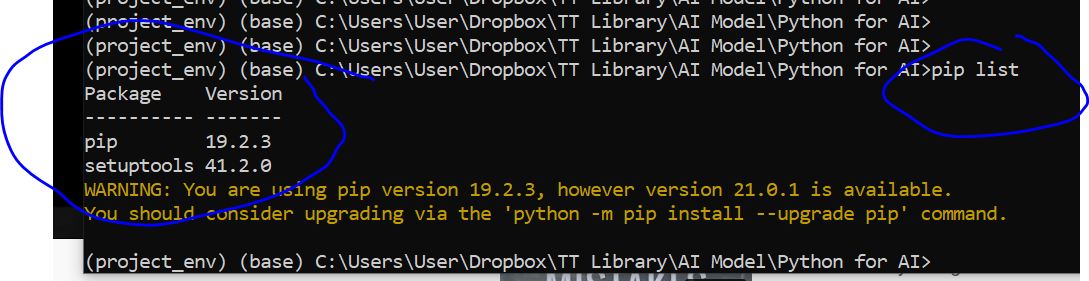 (project_env) (base) C:\Users\User\Dropbox\TT Library\AI Model\Python for AI>
(project_env) (base) C:\Users\User\Dropbox\TT Library\AI Model\Python for AI>
(project_env) (base) C:\Users\User\Dropbox\TT Library\AI Model\Python for AI>pip list
Package    Version
---------- -------
pip        19.2.3
setuptools 41.2.0
WARNING: You are using pip version 19.2.3, however version 21.0.1 is available.
You should consider upgrading via the 'python -m pip install --upgrade pip' command.
(project_env) (base) C:\Users\User\Dropbox\TT Library\AI Model\Python for AI>